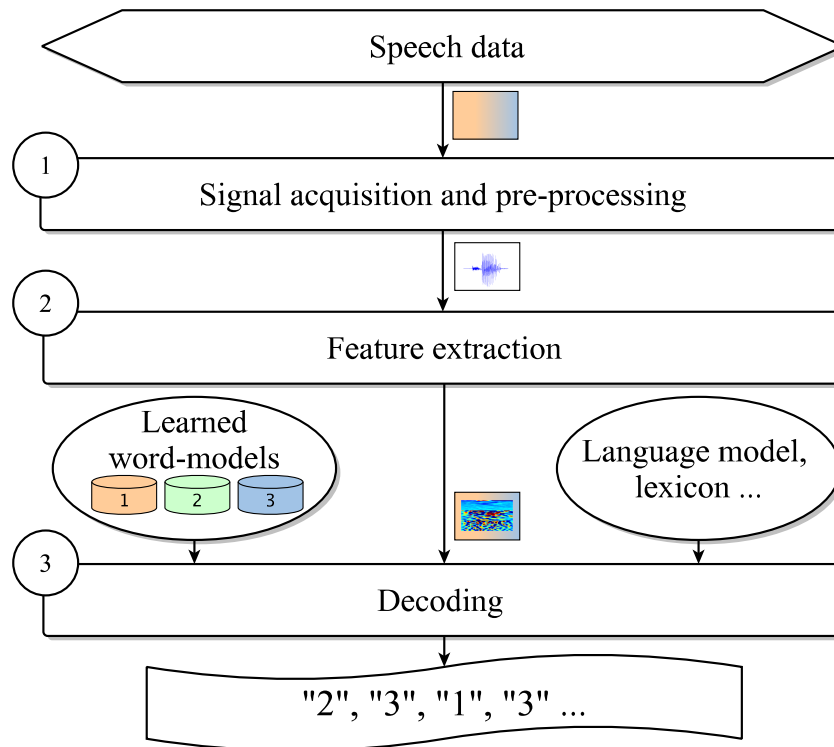 Speech data
1
Signal acquisition and pre-processing
2
Feature extraction
Learned
word-models
1 2 3
Language model,
lexicon ...
3
Decoding
"2", "3", "1", "3" ...